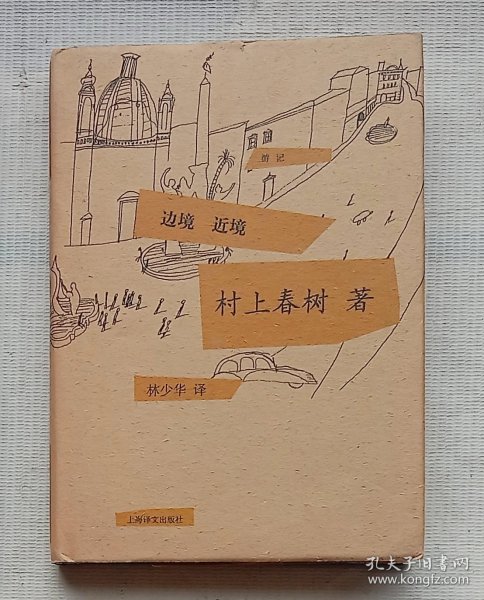 游记
边境 近境
村上春树 著
林少华 译
上海译文出版社
孔夫子旧书网
www.kongfz.com